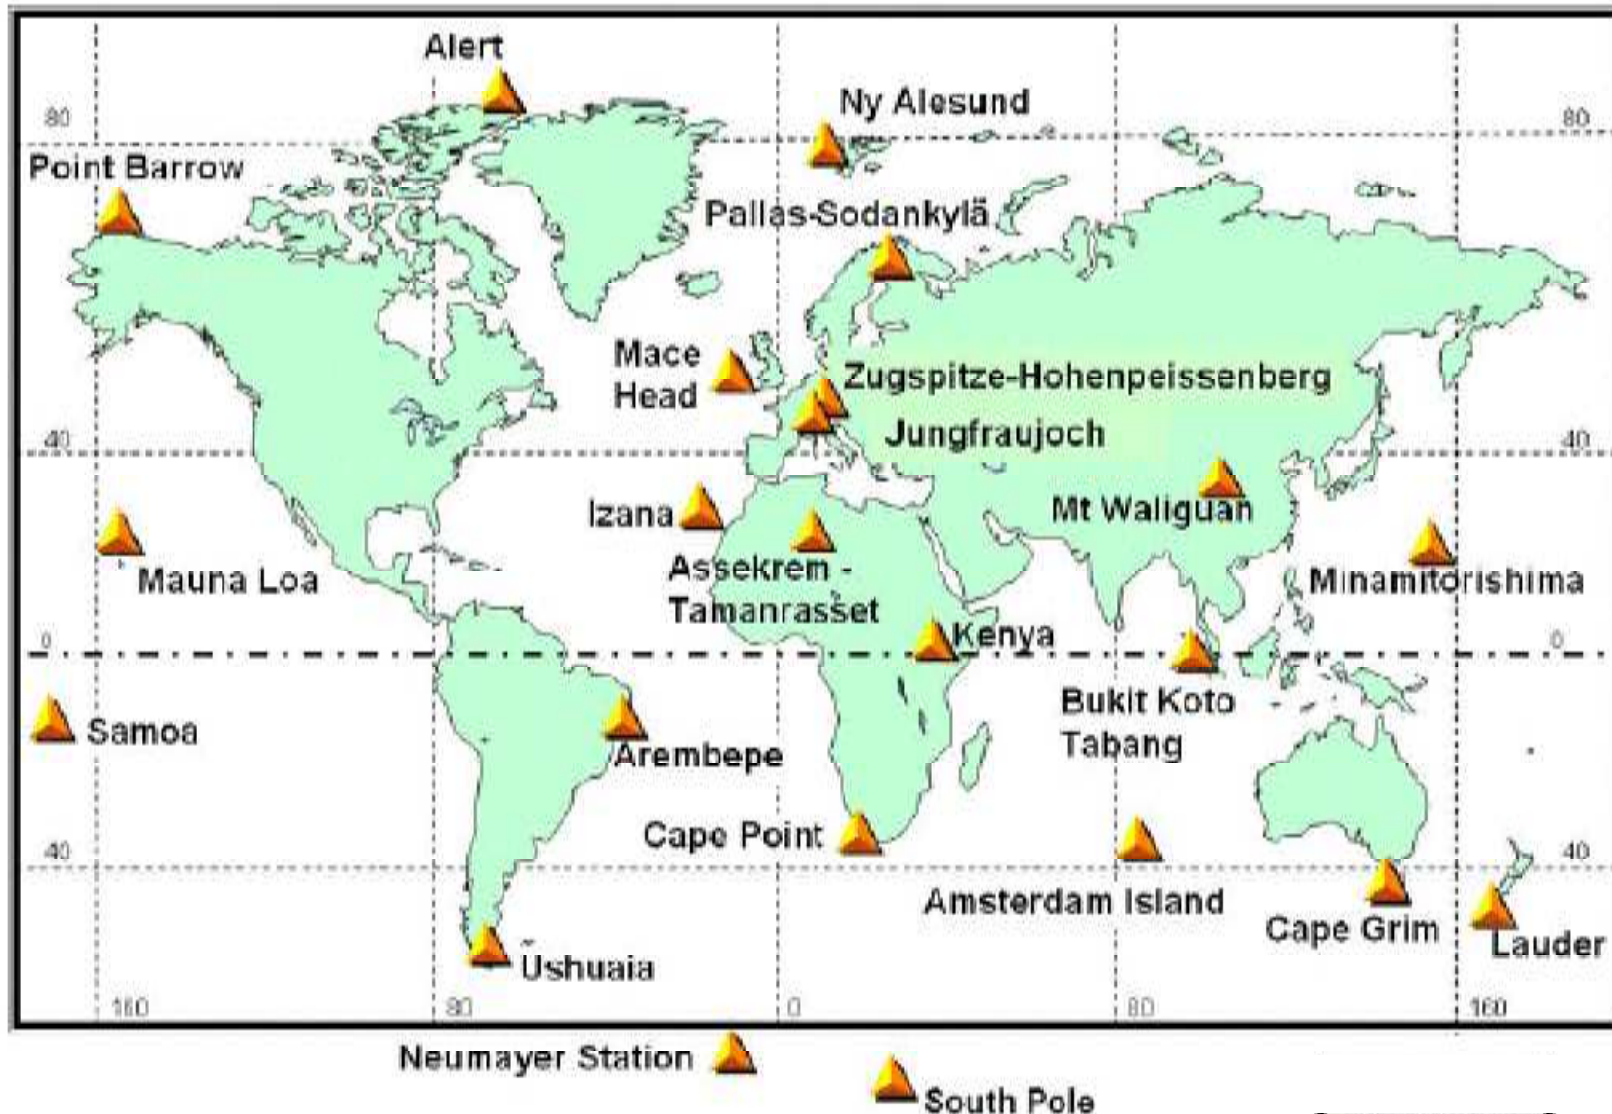 Alert
Ny Alesund
80
80
Point Barrow
Pallas-Sodankylä
Mace
Head
Zugspitze-Hohenpeissenberg
Jungfraujoch
40
40
Izana
Mt Waliguan
Mauna Loa
Assekrem -
Tamanrasset
Minamitorishima
Kenya
0
0
Samoa
Bukit Koto
Tabang
Arembepe
Cape Point
40
40
Amsterdam Island
Cape Grim
Lauder
Ushuaia
160
80
0
80
160
Neumayer Station
South Pole